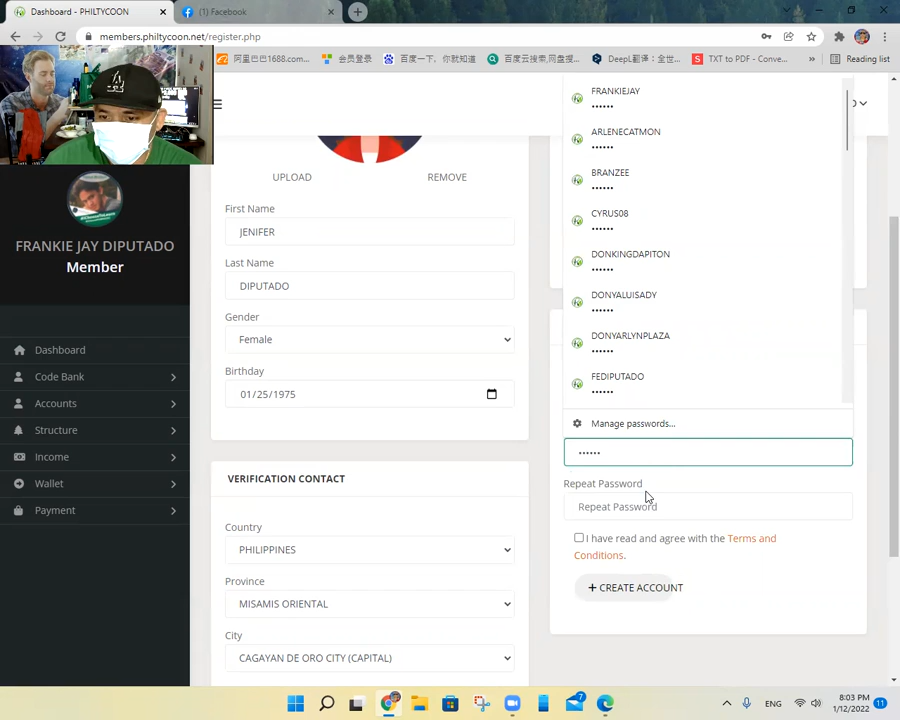 Dashboard - PHILTYCOON
(1) Facebook
members.philtycoon.net/register.php
阿里巴巴1688.com...
会员登录
百度一下，你就知道
百度云搜索,网盘搜...
DeepL翻译：全世...
TXT to PDF - Conve...
»
Reading list
LA
FRANKIE JAY DIPUTADO
Member
Dashboard
Code Bank
Accounts
Structure
Income
Wallet
Payment
UPLOAD
REMOVE
First Name
JENIFER
Last Name
DIPUTADO
Gender
Female
Birthday
01/25/1975
VERIFICATION CONTACT
Country
PHILIPPINES
Province
MISAMIS ORIENTAL
City
CAGAYAN DE ORO CITY (CAPITAL)
FRANKIEJAY
••••••
ARLENECATMON
••••••
BRANZEE
••••••
CYRUS08
••••••
DONKINGDAPITON
••••••
DONYALUISADY
••••••
DONYARLYNPLAZA
••••••
FEDIPUTADO
••••••
Manage passwords...
••••••
Repeat Password
Repeat Password
I have read and agree with the Terms and
Conditions.
+ CREATE ACCOUNT
7
ENG
8:03 PM
1/12/2022
11